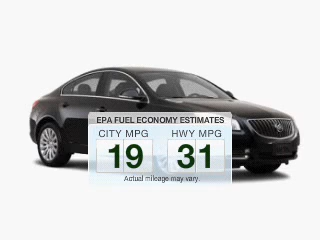 EPA FUEL ECONOMY ESTIMATES
CITY MPG HWY MPG
19 31
Actual mileage may vary.